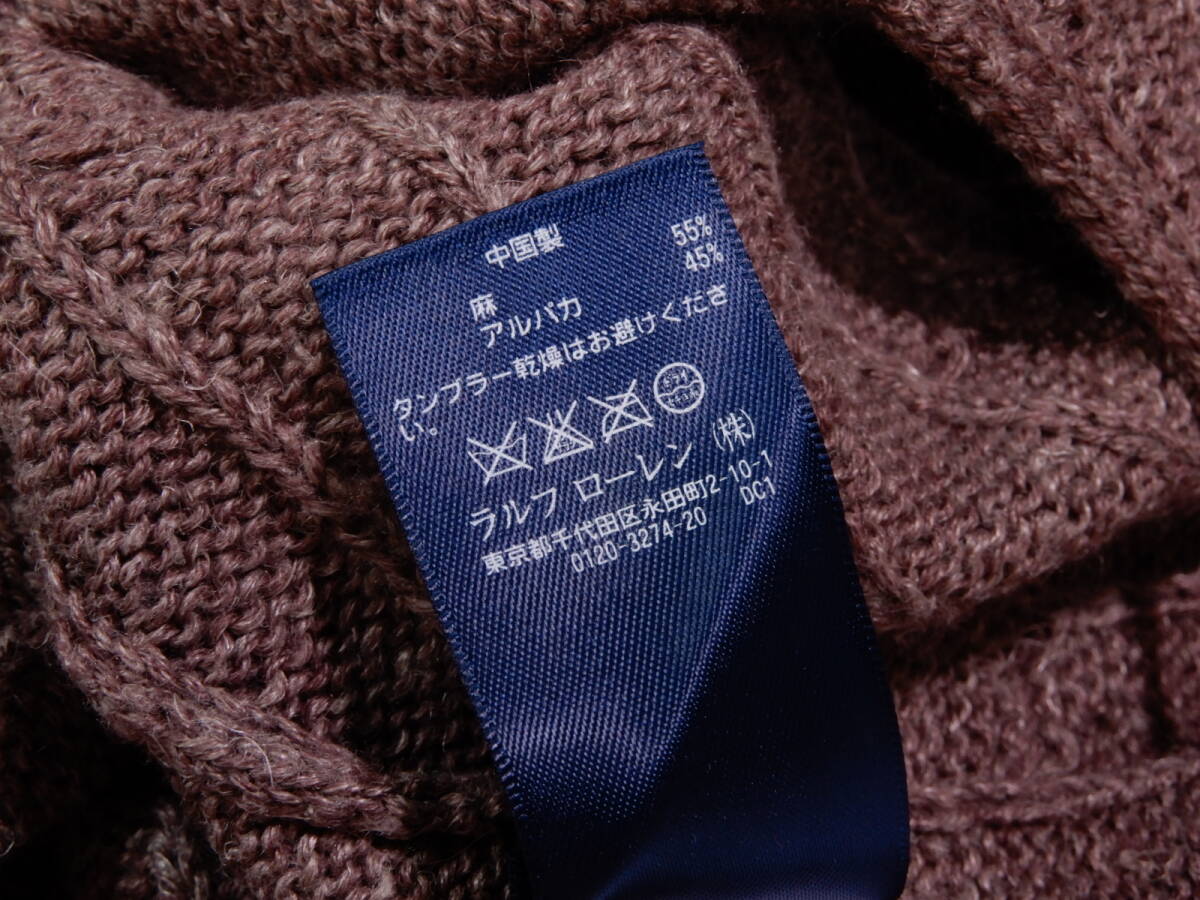 中国製
麻 55%
アルパカ 45%
タンブラー乾燥はお避けくださ
い。
ラルフ ローレン (株)
東京都千代田区永田町2-10-1
0120-3274-20 DC1